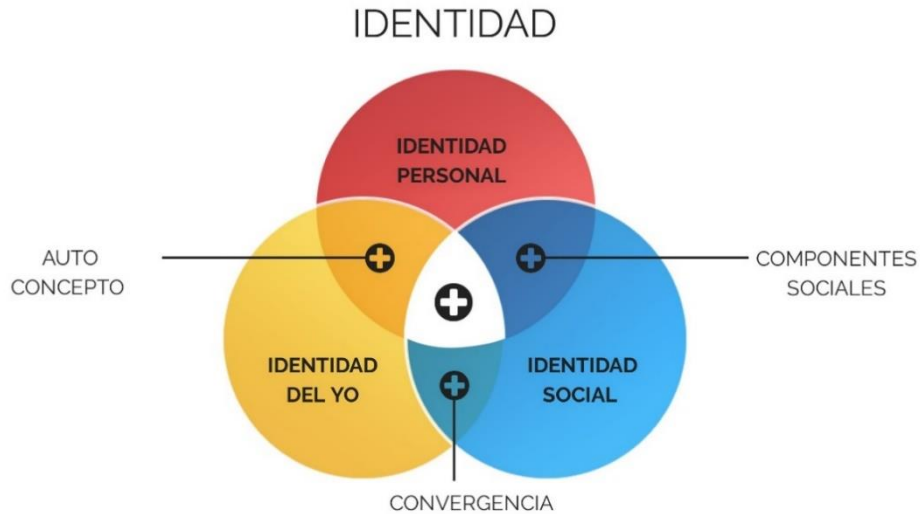 IDENTIDAD
IDENTIDAD
PERSONAL
AUTO
CONCEPTO
COMPONENTES
SOCIALES
IDENTIDAD
DEL YO
IDENTIDAD
SOCIAL
CONVERGENCIA